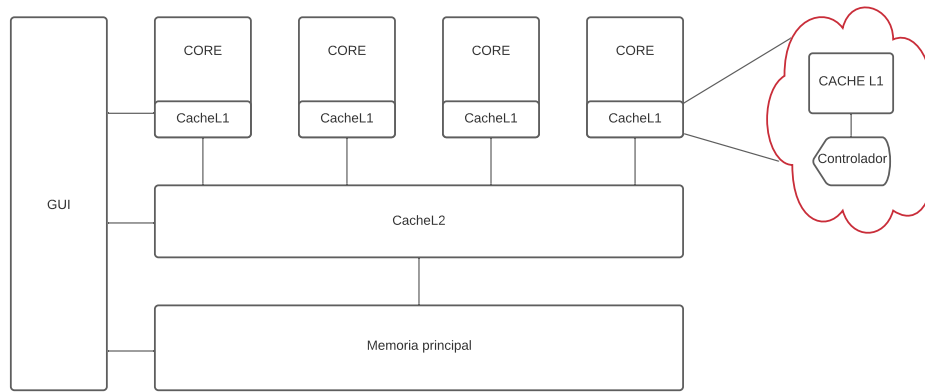 CORE
CORE
CORE
CORE
CACHE L1
CacheL1
CacheL1
CacheL1
CacheL1
Controlador
GUI
CacheL2
Memoria principal